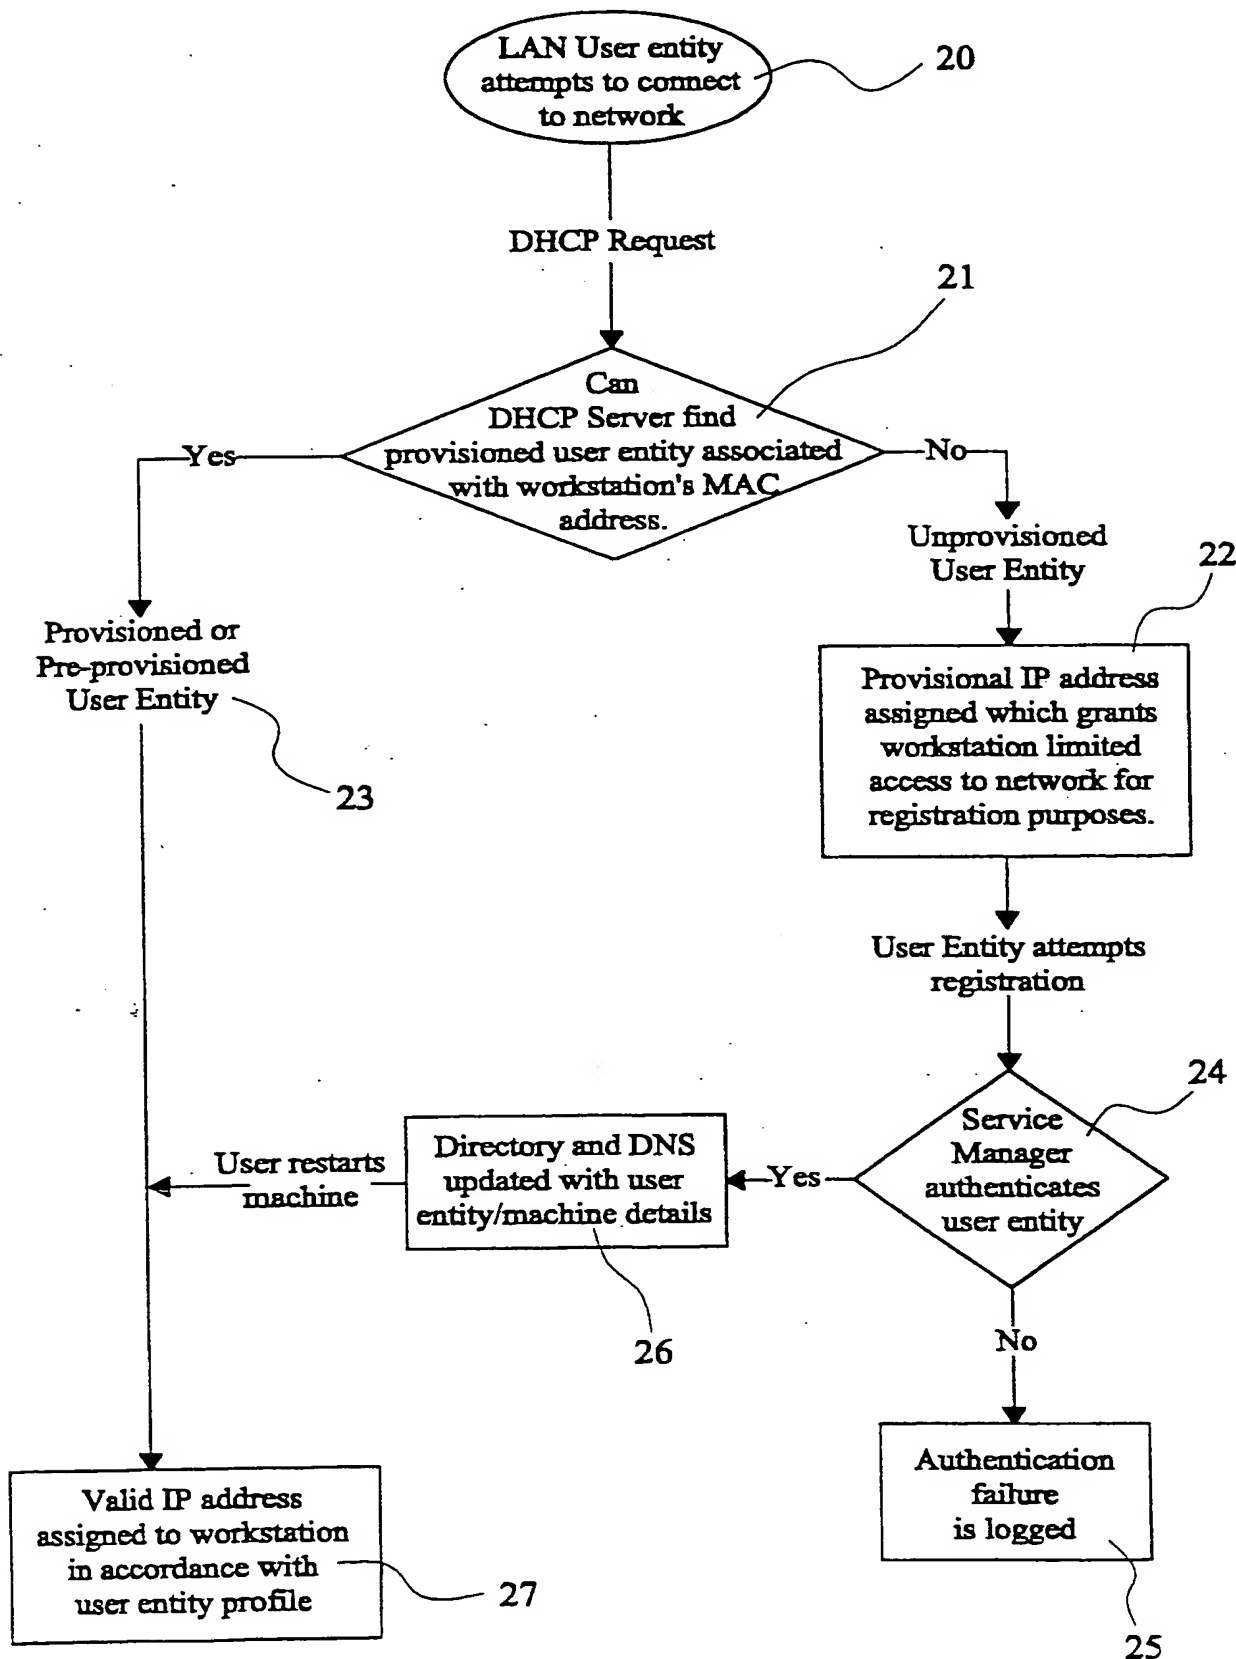 LAN User entity
attempts to connect
to network
20
DHCP Request
21
Can
DHCP Server find
provisioned user entity associated
with workstation's MAC
address.
Yes
No
Unprovisioned
User Entity
22
Provisioned or
Pre-provisioned
User Entity
23
Provisional IP address
assigned which grants
workstation limited
access to network for
registration purposes.
User Entity attempts
registration
24
Service
Manager
authenticates
user entity
Yes
Directory and DNS
updated with user
entity/machine details
User restarts
machine
26
No
Authentication
failure
is logged
25
Valid IP address
assigned to workstation
in accordance with
user entity profile
27